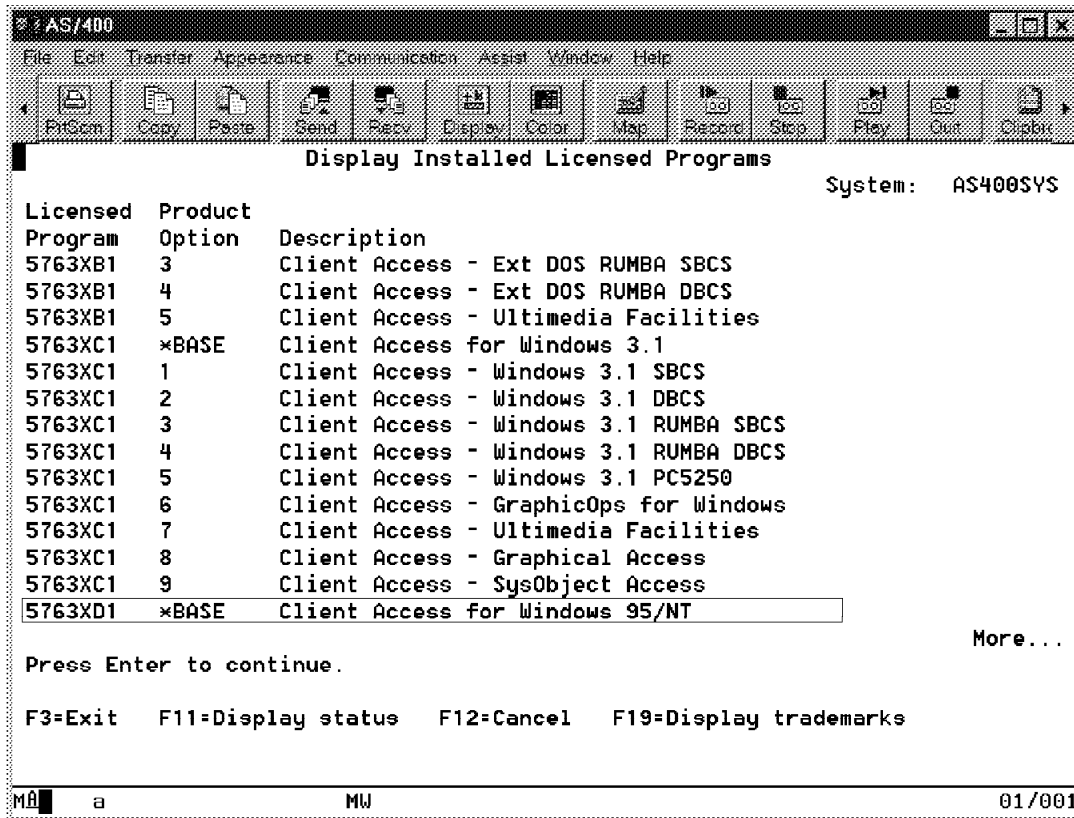 AS/400
File Edit Transfer Appearance Communication Assist Window Help
PrtScrn Copy Paste Send Recv Display Color Map Record Stop Play Quit Clipbrd
Display Installed Licensed Programs
System: AS400SYS
Licensed Product
Program Option Description
5763XB1 3 Client Access - Ext DOS RUMBA SBCS
5763XB1 4 Client Access - Ext DOS RUMBA DBCS
5763XB1 5 Client Access - Ultimedia Facilities
5763XC1 *BASE Client Access for Windows 3.1
5763XC1 1 Client Access - Windows 3.1 SBCS
5763XC1 2 Client Access - Windows 3.1 DBCS
5763XC1 3 Client Access - Windows 3.1 RUMBA SBCS
5763XC1 4 Client Access - Windows 3.1 RUMBA DBCS
5763XC1 5 Client Access - Windows 3.1 PC5250
5763XC1 6 Client Access - GraphicOps for Windows
5763XC1 7 Client Access - Ultimedia Facilities
5763XC1 8 Client Access - Graphical Access
5763XC1 9 Client Access - SysObject Access
5763XD1 *BASE Client Access for Windows 95/NT
More...
Press Enter to continue.
F3=Exit F11=Display status F12=Cancel F19=Display trademarks
MA a MW 01/001